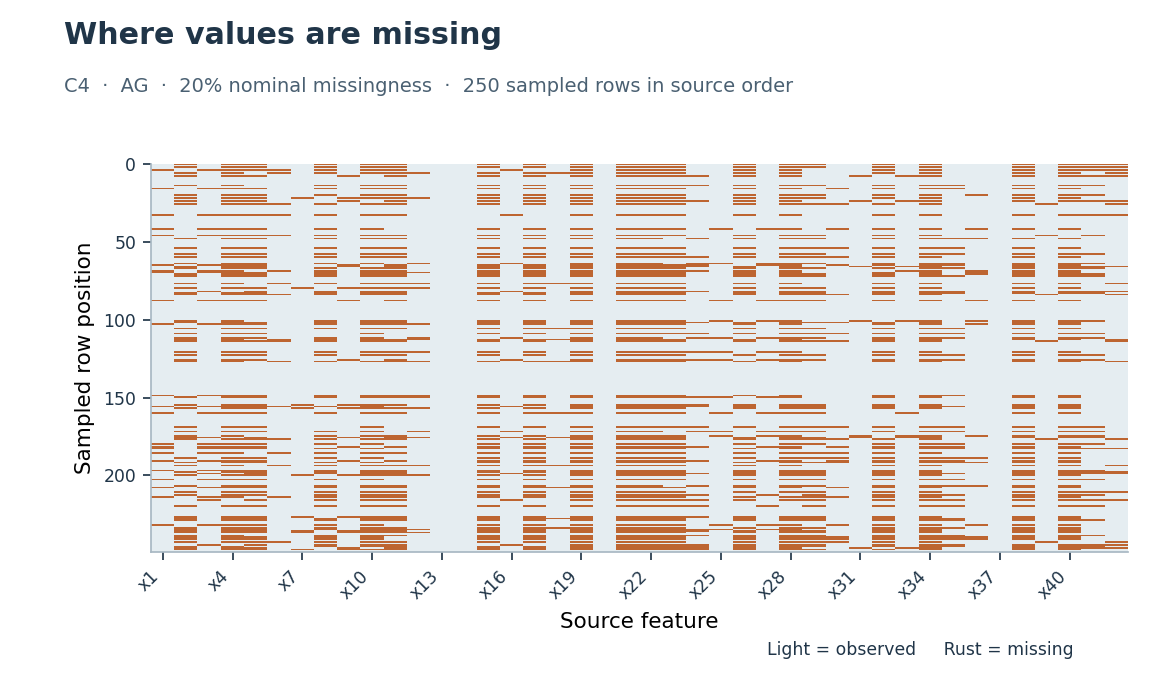 Where values are missing
C4 · AG · 20% nominal missingness · 250 sampled rows in source order
0
50
100
150
200
Sampled row position
x1 x4 x7 x10 x13 x16 x19 x22 x25 x28 x31 x34 x37 x40
Source feature
Light = observed Rust = missing